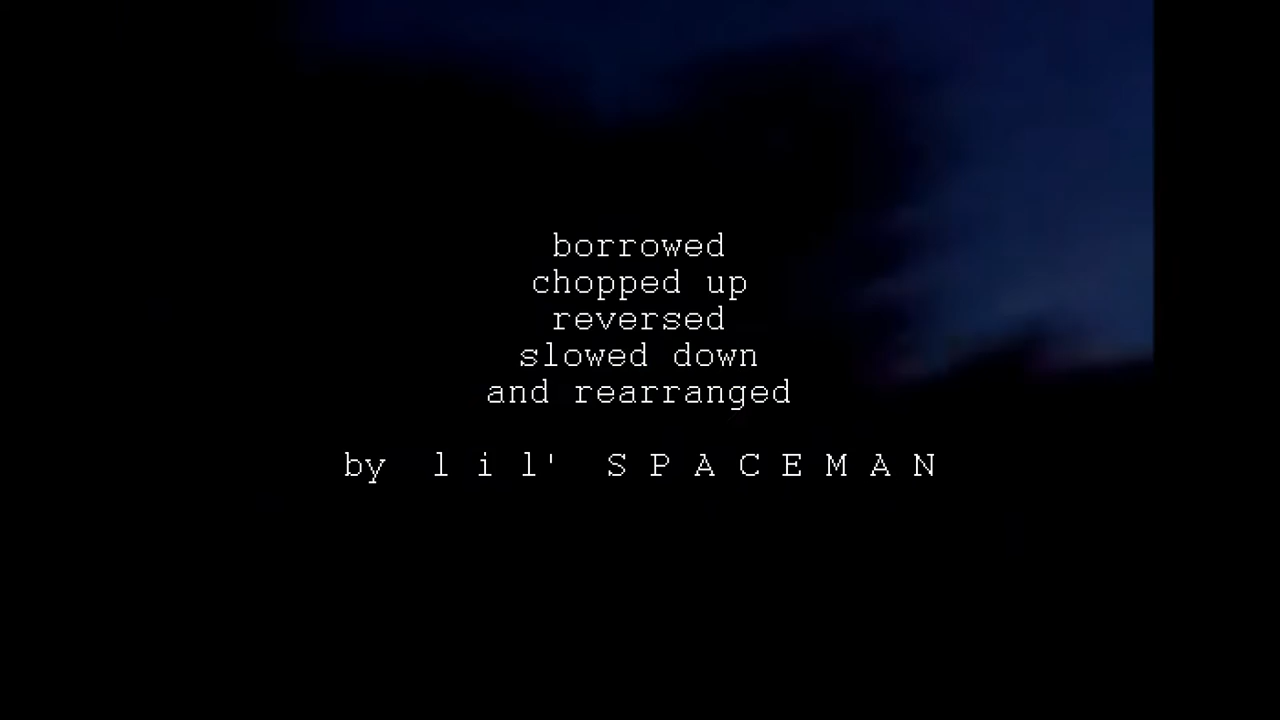 borrowed
chopped up
reversed
slowed down
and rearranged
by l i l' S P A C E M A N